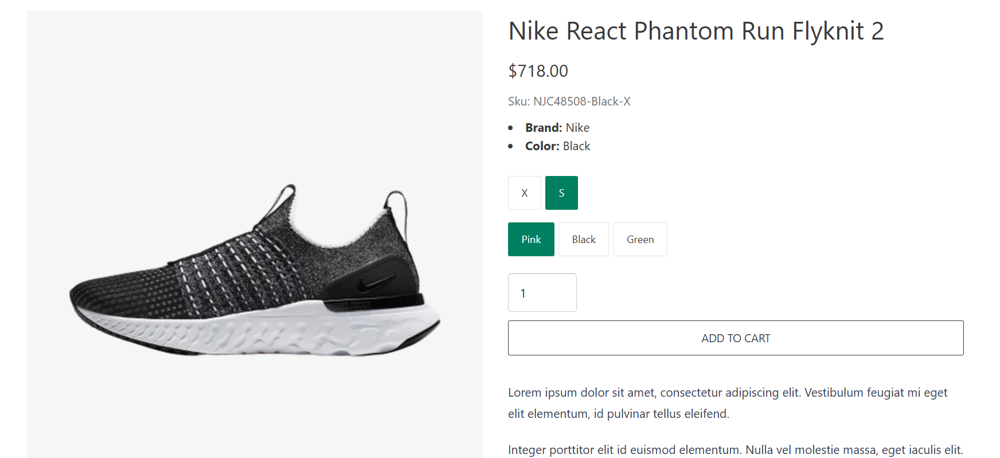 Nike React Phantom Run Flyknit 2
$718.00
Sku: NJC48508-Black-X
Brand: Nike
Color: Black
X S
Pink Black Green
1
ADD TO CART
Lorem ipsum dolor sit amet, consectetur adipiscing elit. Vestibulum feugiat mi eget
elit elementum, id pulvinar tellus eleifend.
Integer porttitor elit id euismod elementum. Nulla vel molestie massa, eget iaculis elit.